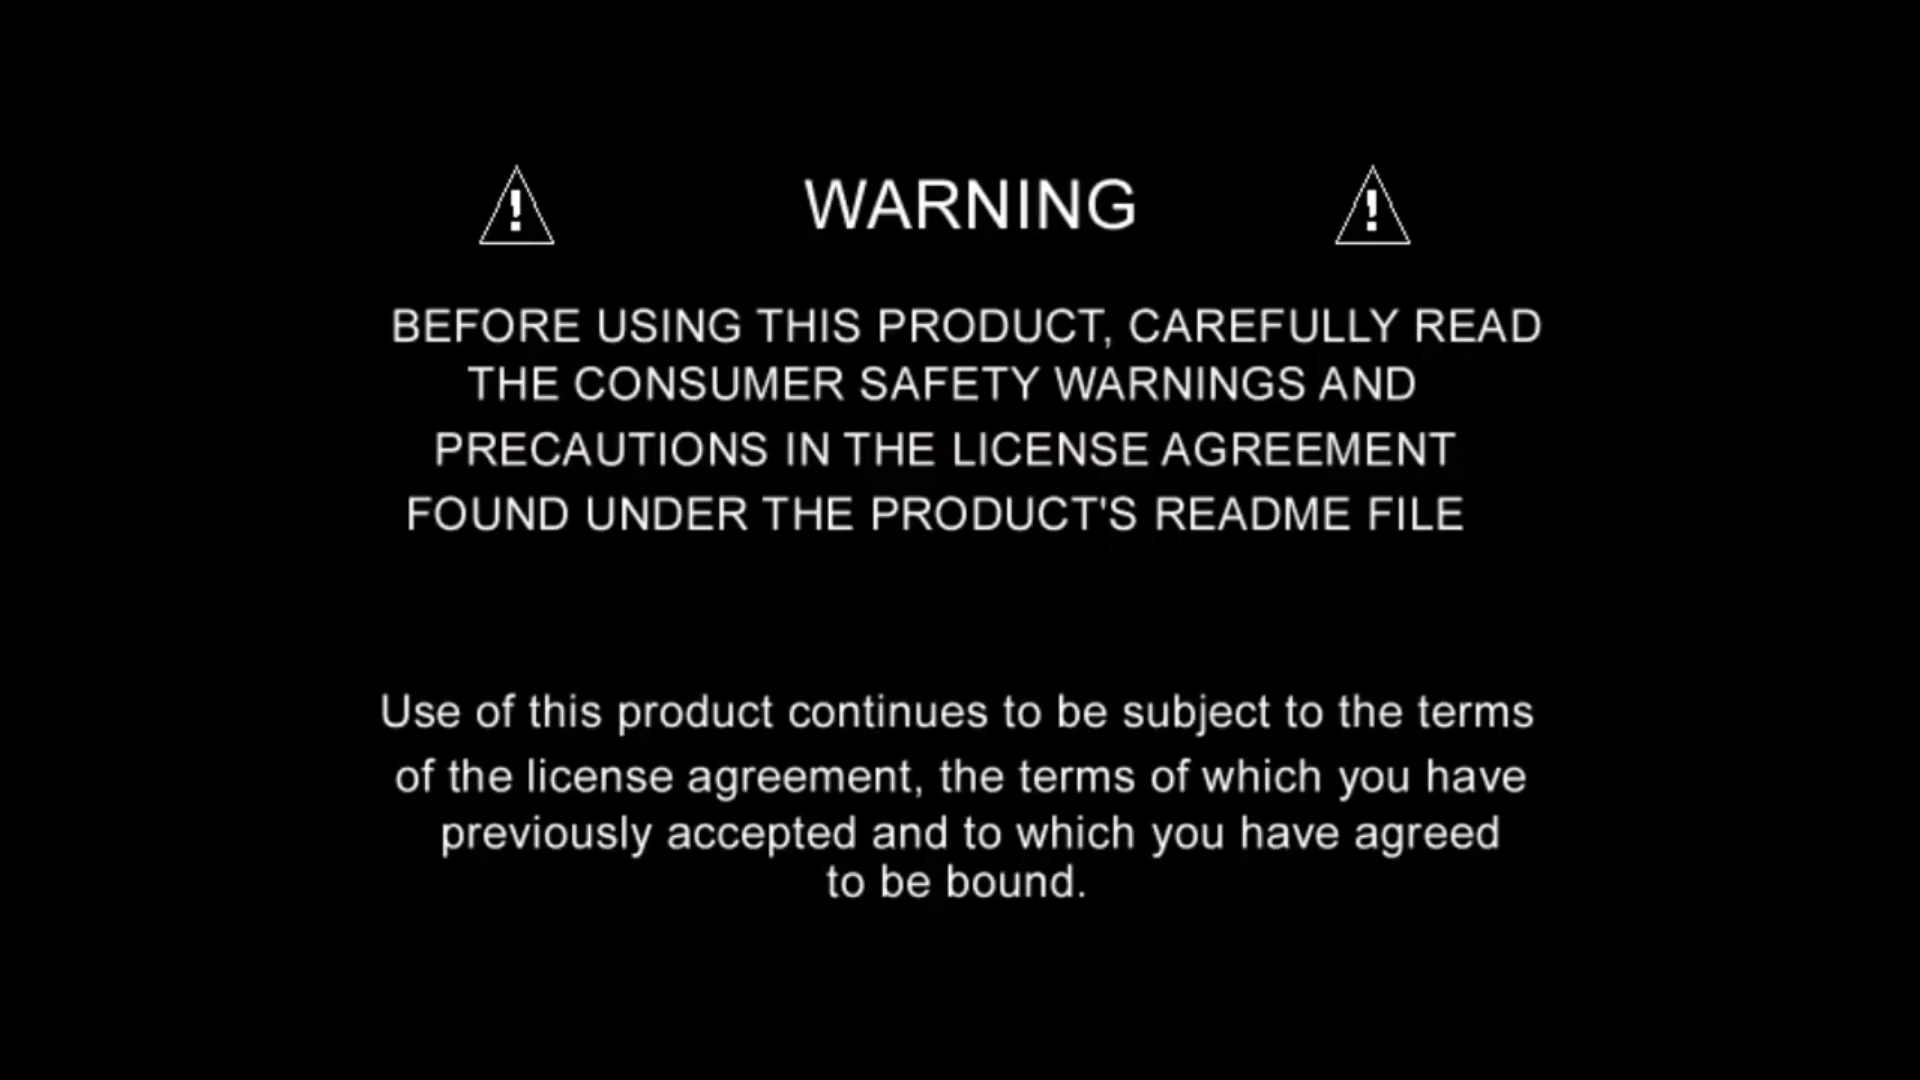 WARNING
BEFORE USING THIS PRODUCT, CAREFULLY READ
THE CONSUMER SAFETY WARNINGS AND
PRECAUTIONS IN THE LICENSE AGREEMENT
FOUND UNDER THE PRODUCT'S README FILE
Use of this product continues to be subject to the terms
of the license agreement, the terms of which you have
previously accepted and to which you have agreed
to be bound.